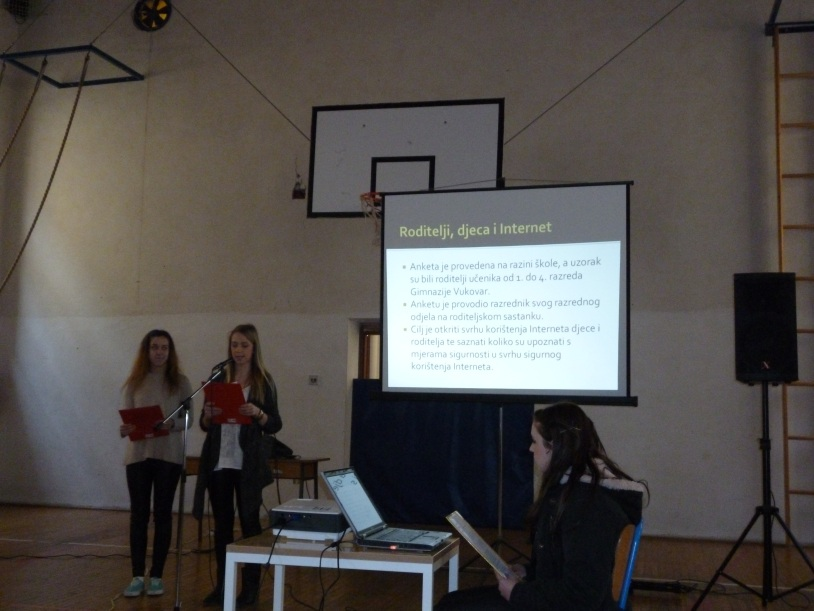 Roditelji, djeca i Internet
Anketa je provedena na razini škole, a uzorak
su bili roditelji učenika od 1. do 4. razreda
Gimnazije Vukovar.
Anketu je provodio razrednik svog razrednog
odjela na roditeljskom sastanku.
Cilj je otkriti svrhu korištenja Interneta djece i
roditelja te saznati koliko su upoznati s
mjerama sigurnosti u svrhu sigurnog
korištenja Interneta.